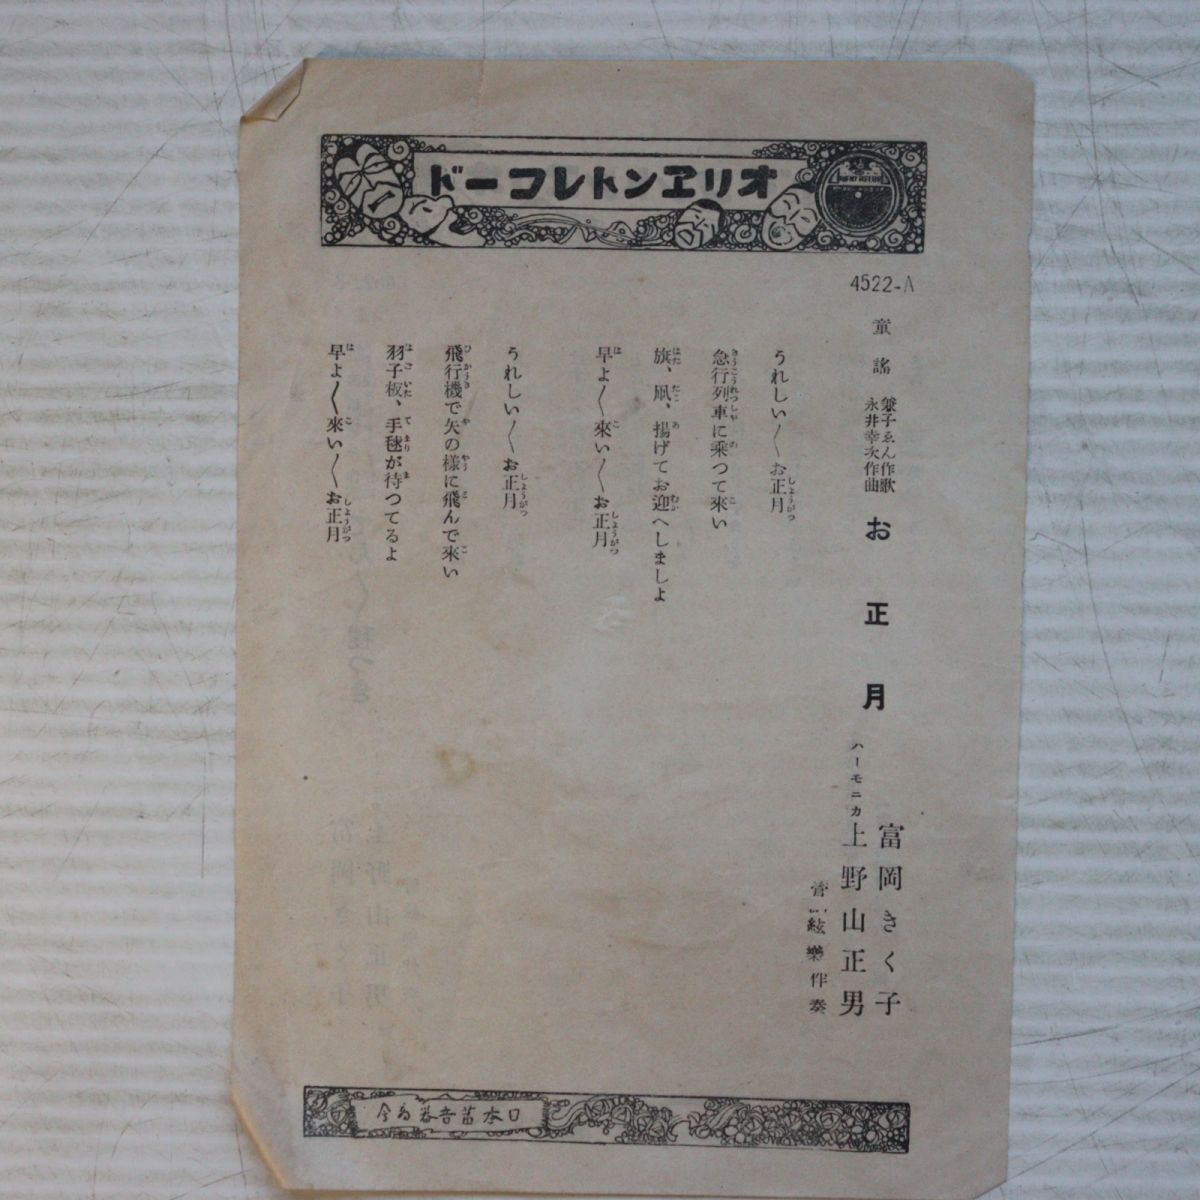 オリヱントレコード
4522-A
童謠
兼子ゑん作歌
永井幸次作曲
お正月
富岡きく子
ハーモニカ 上野山正男
管絃樂伴奏
うれしい〳〵お正月
急行列車に乗つて來い
旗、凧、揚げてお迎へしましよ
早よ〳〵來い〳〵お正月
うれしい〳〵お正月
飛行機で矢の様に飛んで來い
羽子板、手毬が待つてるよ
早よ〳〵來い〳〵お正月
日本蓄音器商會